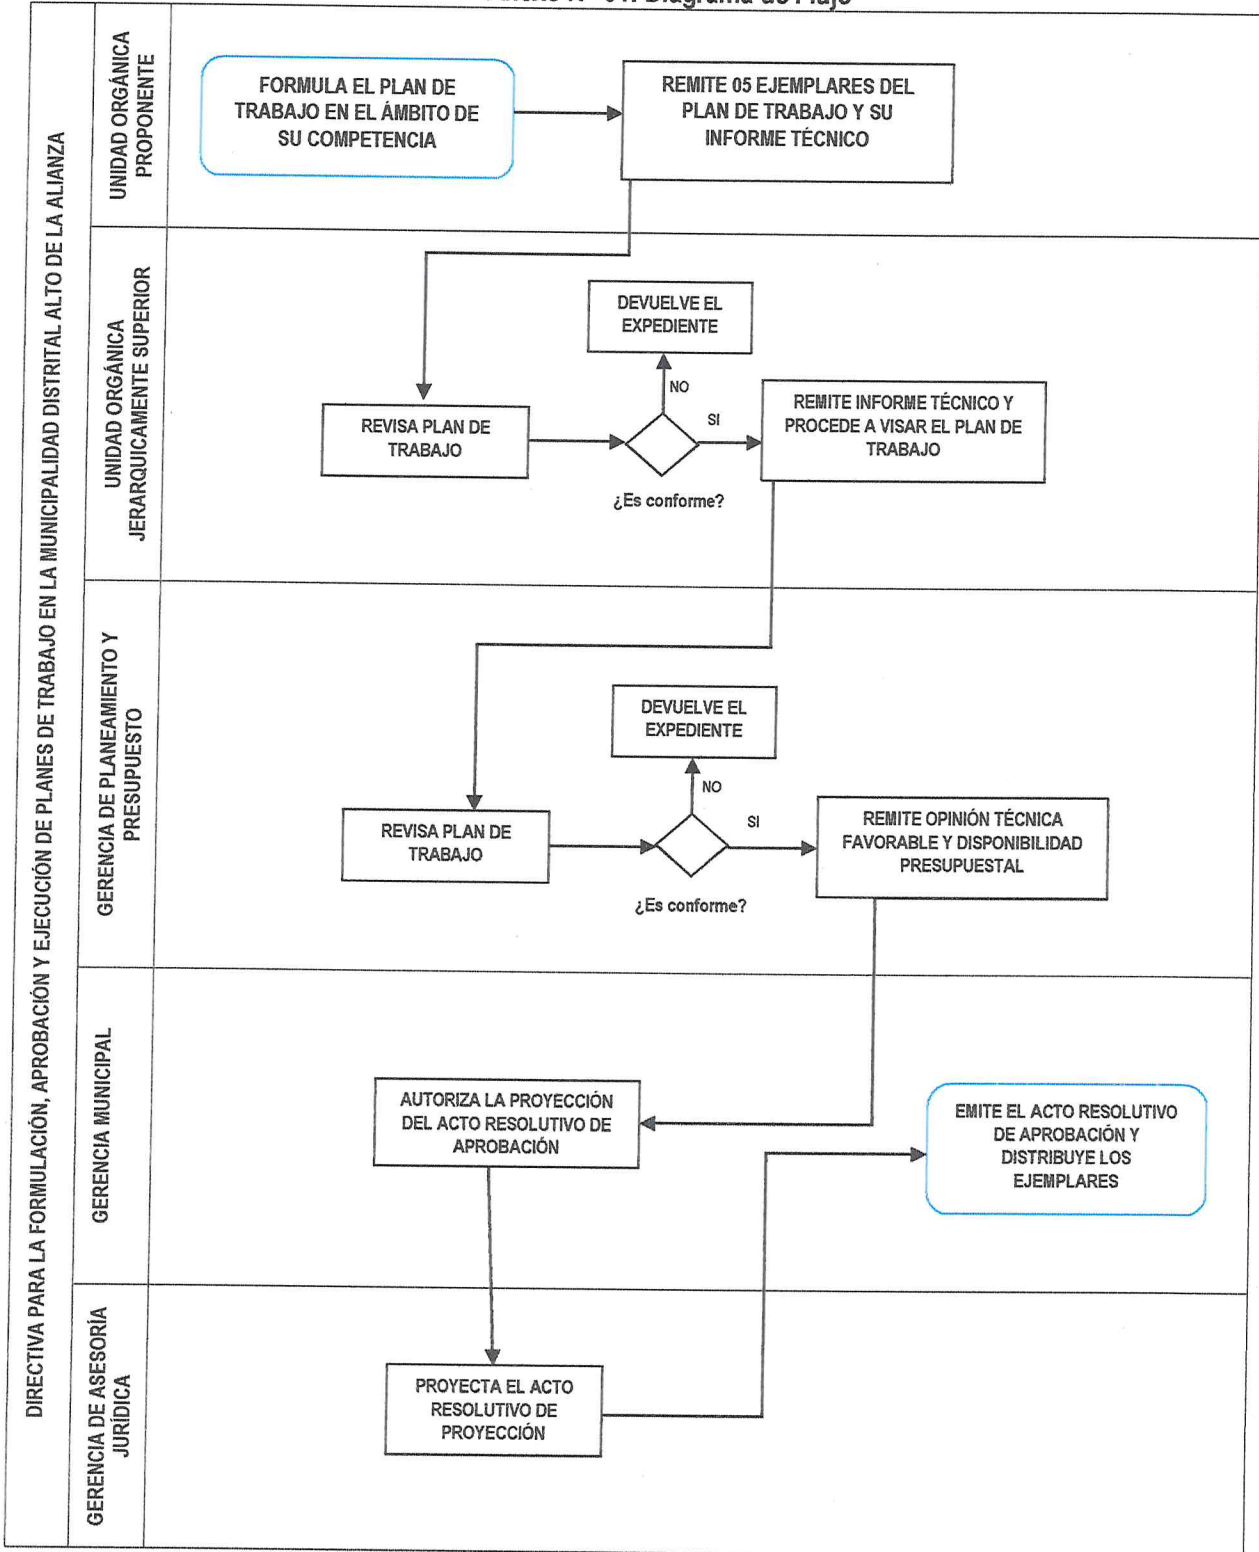 Diagrama de Flujo
DIRECTIVA PARA LA FORMULACIÓN, APROBACIÓN Y EJECUCIÓN DE PLANES DE TRABAJO EN LA MUNICIPALIDAD DISTRITAL ALTO DE LA ALIANZA
UNIDAD ORGÁNICA
PROPONENTE
FORMULA EL PLAN DE
TRABAJO EN EL ÁMBITO DE
SU COMPETENCIA
REMITE 05 EJEMPLARES DEL
PLAN DE TRABAJO Y SU
INFORME TÉCNICO
UNIDAD ORGÁNICA
JERARQUICAMENTE SUPERIOR
DEVUELVE EL
EXPEDIENTE
NO
REVISA PLAN DE
TRABAJO
SI
¿Es conforme?
REMITE INFORME TÉCNICO Y
PROCEDE A VISAR EL PLAN DE
TRABAJO
GERENCIA DE PLANEAMIENTO Y
PRESUPUESTO
DEVUELVE EL
EXPEDIENTE
NO
REVISA PLAN DE
TRABAJO
SI
¿Es conforme?
REMITE OPINIÓN TÉCNICA
FAVORABLE Y DISPONIBILIDAD
PRESUPUESTAL
GERENCIA MUNICIPAL
AUTORIZA LA PROYECCIÓN
DEL ACTO RESOLUTIVO DE
APROBACIÓN
EMITE EL ACTO RESOLUTIVO
DE APROBACIÓN Y
DISTRIBUYE LOS
EJEMPLARES
GERENCIA DE ASESORÍA
JURÍDICA
PROYECTA EL ACTO
RESOLUTIVO DE
PROYECCIÓN